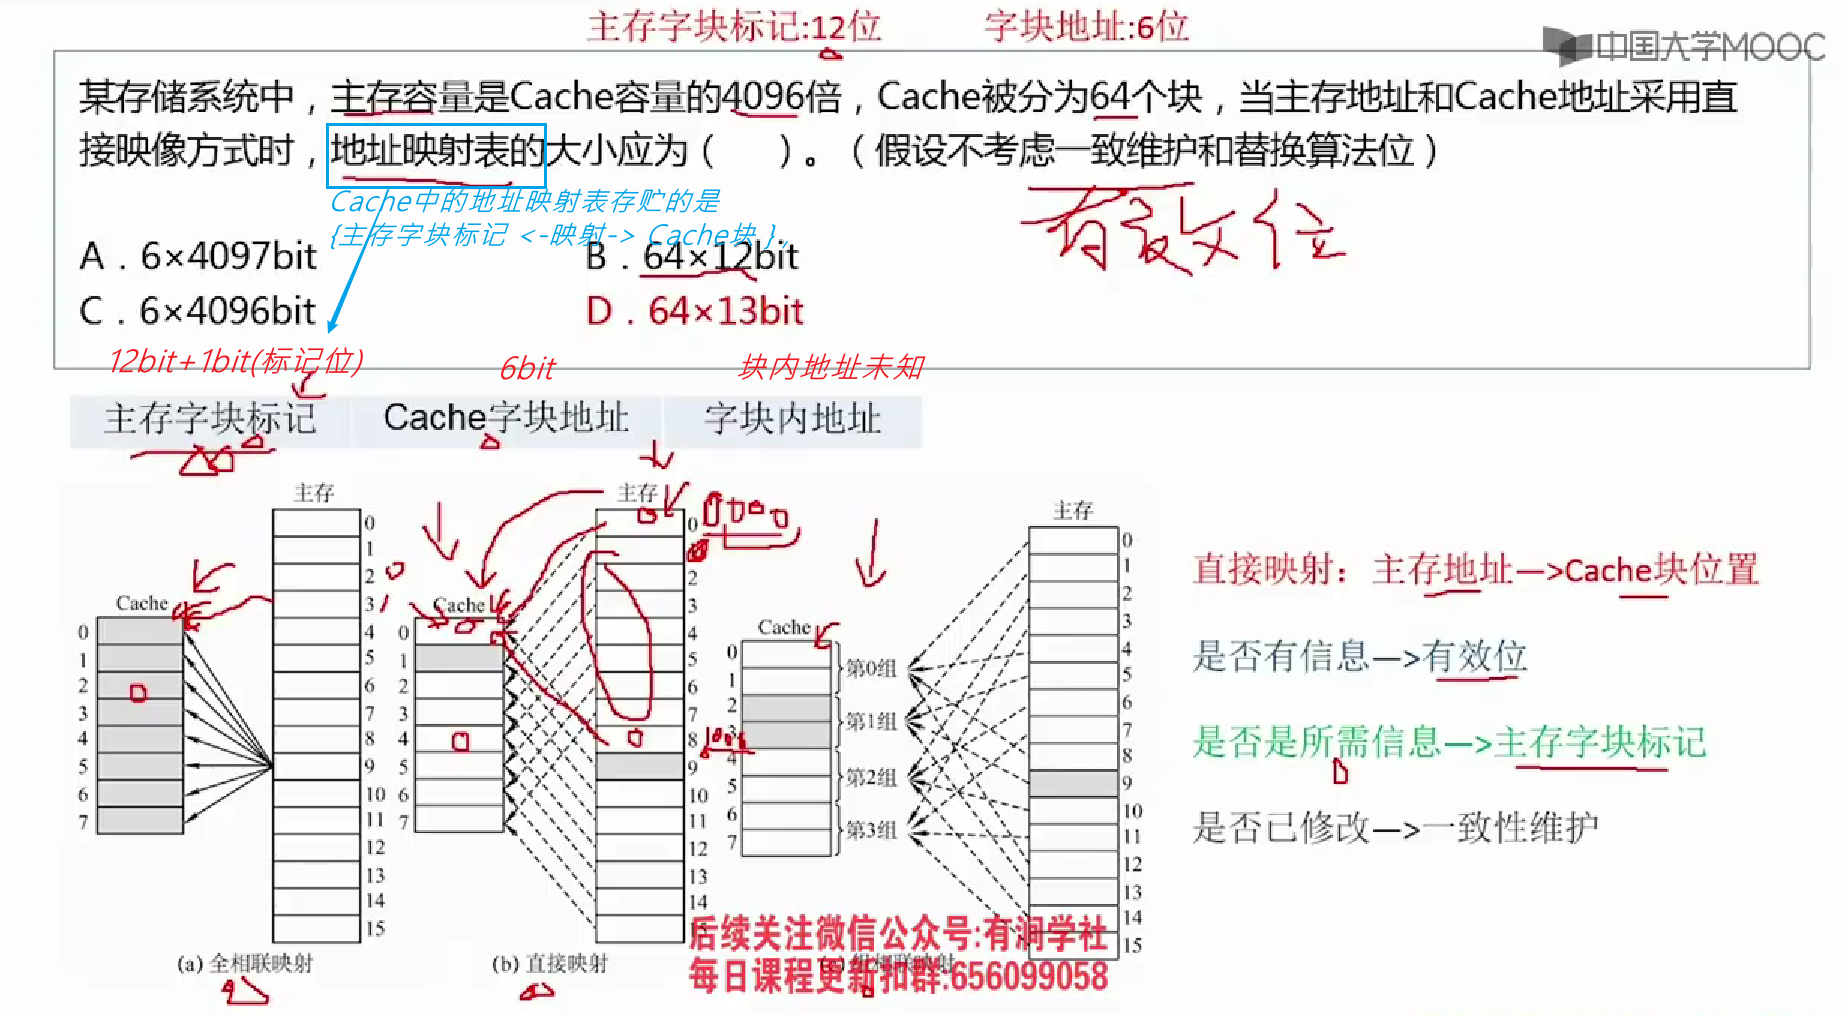 主存字块标记:12位 字块地址:6位
中国大学MOOC
某存储系统中，主存容量是Cache容量的4096倍，Cache被分为64个块，当主存地址和Cache地址采用直
接映像方式时，地址映射表的大小应为（ ）。（假设不考虑一致维护和替换算法位）
Cache中的地址映射表存贮的是
{主存字块标记 <-映射-> Cache块 },
有效位
A．6×4097bit B．64×12bit
C．6×4096bit D．64×13bit
12bit+1bit(标记位) 6bit 块内地址未知
主存字块标记 Cache字块地址 字块内地址
主存
0
1
2
3
4
5
6
7
8
9
10
11
12
13
14
15
Cache
0
1
2
3
4
5
6
7
(a) 全相联映射
主存
0
2
3
4
5
6
7
8
9
10
11
12
13
14
Cache
0
1
2
3
4
5
6
7
(b) 直接映射
主存
0
1
2
3
4
5
6
7
8
9
10
11
12
13
14
15
Cache
0
1
2
3
4
5
6
7
第0组
第1组
第2组
第3组
(c) 组相联映射
直接映射：主存地址—>Cache块位置
是否有信息—>有效位
是否是所需信息—>主存字块标记
是否已修改—>一致性维护
后续关注微信公众号:有润学社
每日课程更新扣群:656099058